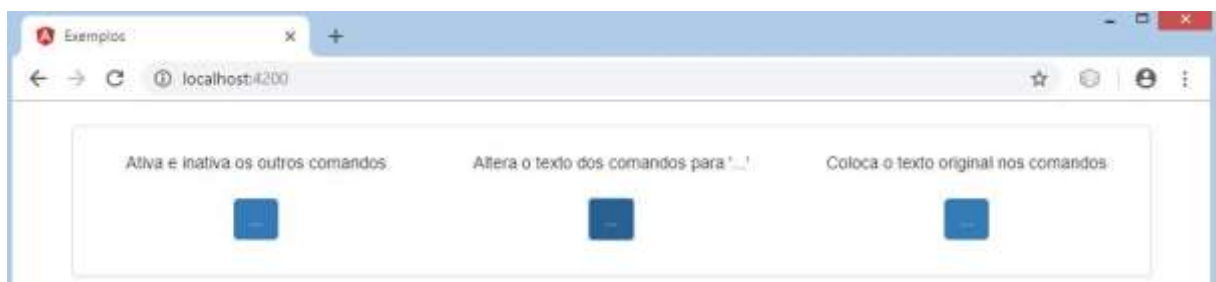 Exemplos
localhost:4200
Ativa e inativa os outros comandos
Altera o texto dos comandos para '...'
Coloca o texto original nos comandos
...
...
...